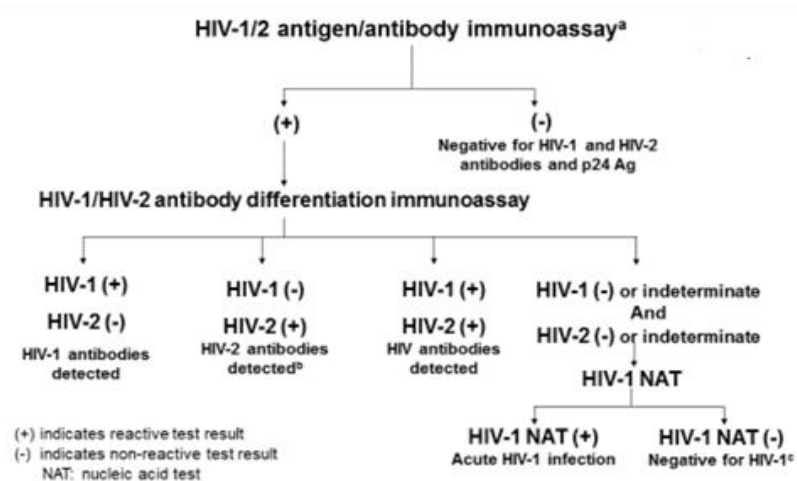 HIV-1/2 antigen/antibody immunoassayᵃ
(+)
(-)
Negative for HIV-1 and HIV-2
antibodies and p24 Ag
HIV-1/HIV-2 antibody differentiation immunoassay
HIV-1 (+)
HIV-2 (-)
HIV-1 antibodies
detected
HIV-1 (-)
HIV-2 (+)
HIV-2 antibodies
detectedᵇ
HIV-1 (+)
HIV-2 (+)
HIV antibodies
detected
HIV-1 (-) or indeterminate
And
HIV-2 (-) or indeterminate
HIV-1 NAT
HIV-1 NAT (+)
Acute HIV-1 infection
HIV-1 NAT (-)
Negative for HIV-1ᶜ
(+) indicates reactive test result
(-) indicates non-reactive test result
NAT: nucleic acid test